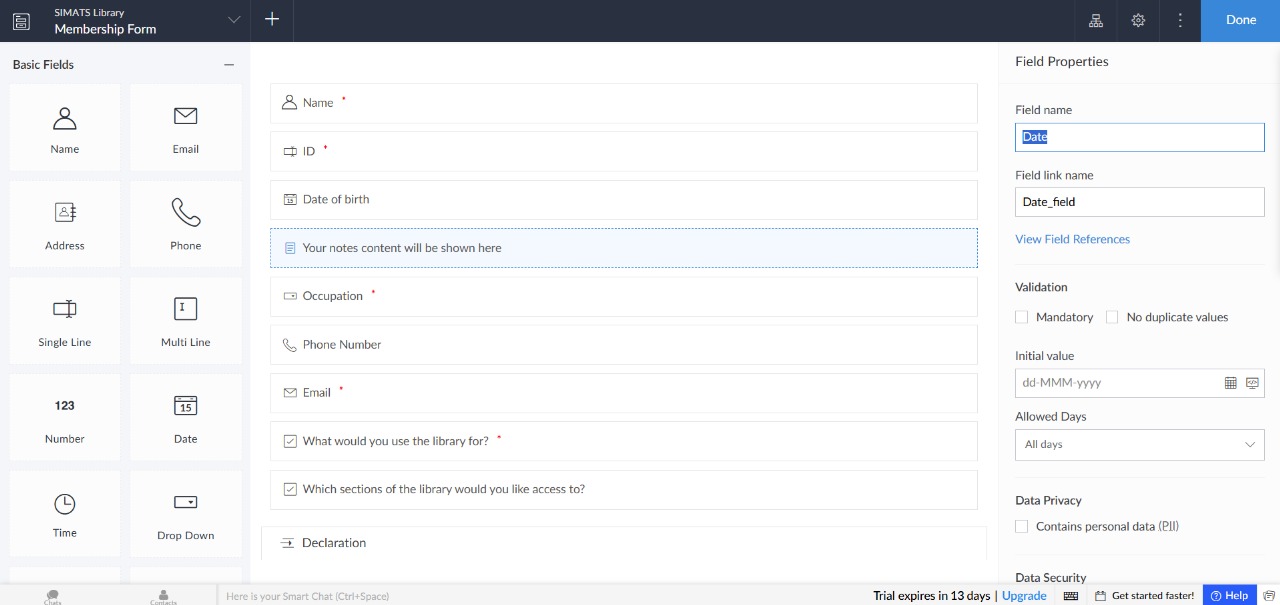 SIMATS Library
Membership Form
Done
Basic Fields
Name
Email
Address
Phone
Single Line
Multi Line
123
Number
15
Date
Time
Drop Down
Name *
ID *
15 Date of birth
Your notes content will be shown here
Occupation *
Phone Number
Email *
What would you use the library for? *
Which sections of the library would you like access to?
Declaration
Field Properties
Field name
Date
Field link name
Date_field
View Field References
Validation
Mandatory
No duplicate values
Initial value
dd-MMM-yyyy
Allowed Days
All days
Data Privacy
Contains personal data (PII)
Data Security
Chats
Contacts
Here is your Smart Chat (Ctrl+Space)
Trial expires in 13 days | Upgrade
Get started faster!
Help